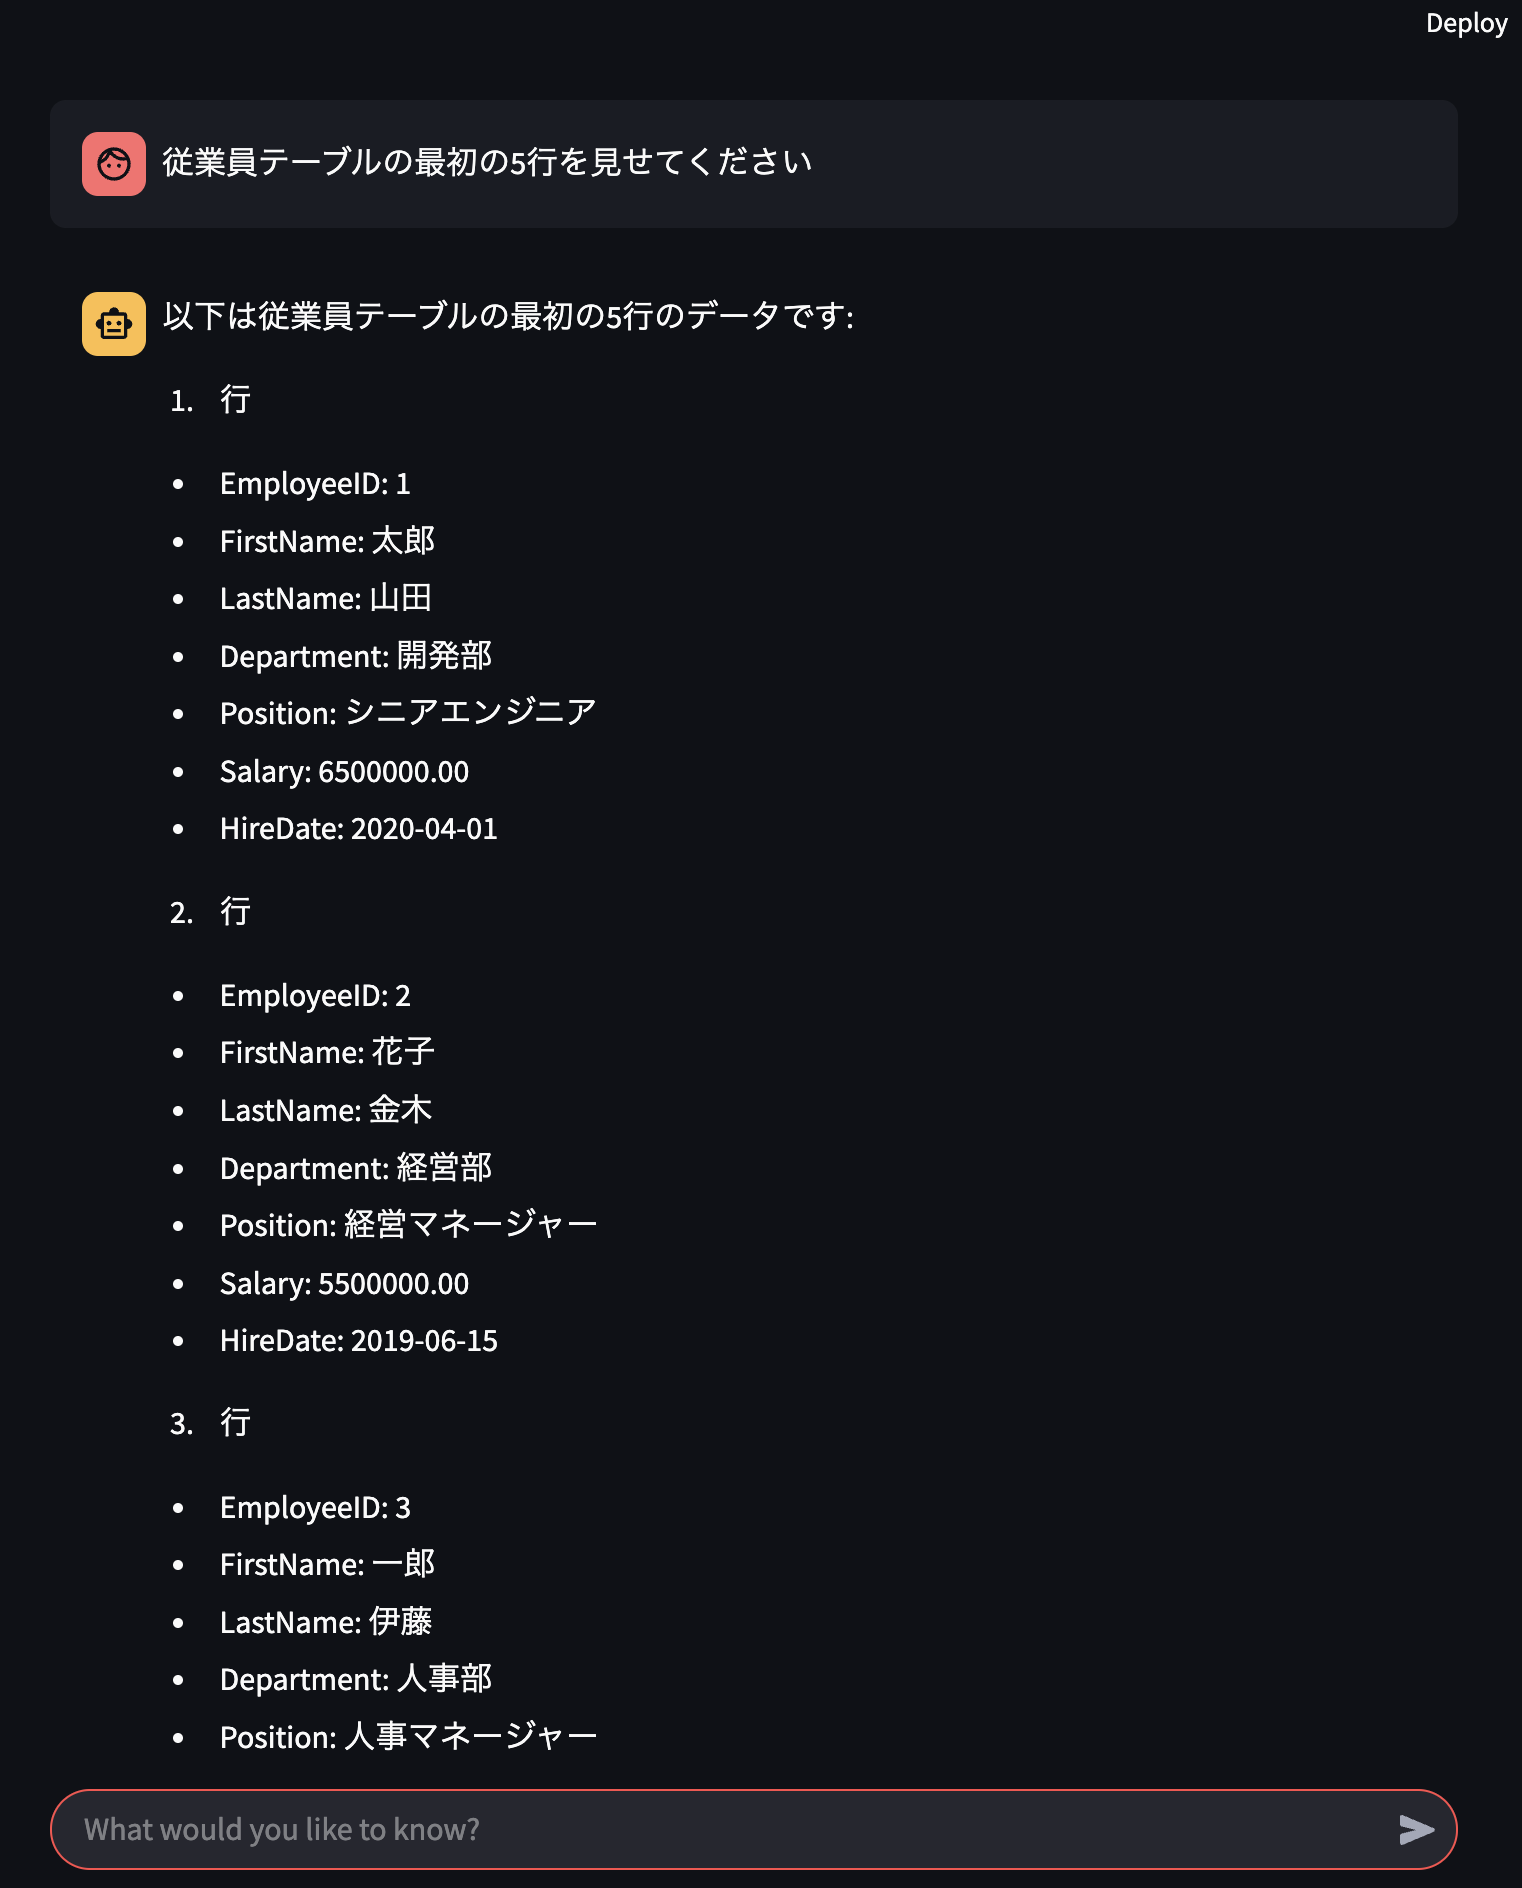 Deploy
従業員テーブルの最初の5行を見せてください
以下は従業員テーブルの最初の5行のデータです:
1. 行
• EmployeeID: 1
• FirstName: 太郎
• LastName: 山田
• Department: 開発部
• Position: シニアエンジニア
• Salary: 6500000.00
• HireDate: 2020-04-01
2. 行
• EmployeeID: 2
• FirstName: 花子
• LastName: 金木
• Department: 経営部
• Position: 経営マネージャー
• Salary: 5500000.00
• HireDate: 2019-06-15
3. 行
• EmployeeID: 3
• FirstName: 一郎
• LastName: 伊藤
• Department: 人事部
• Position: 人事マネージャー
What would you like to know?